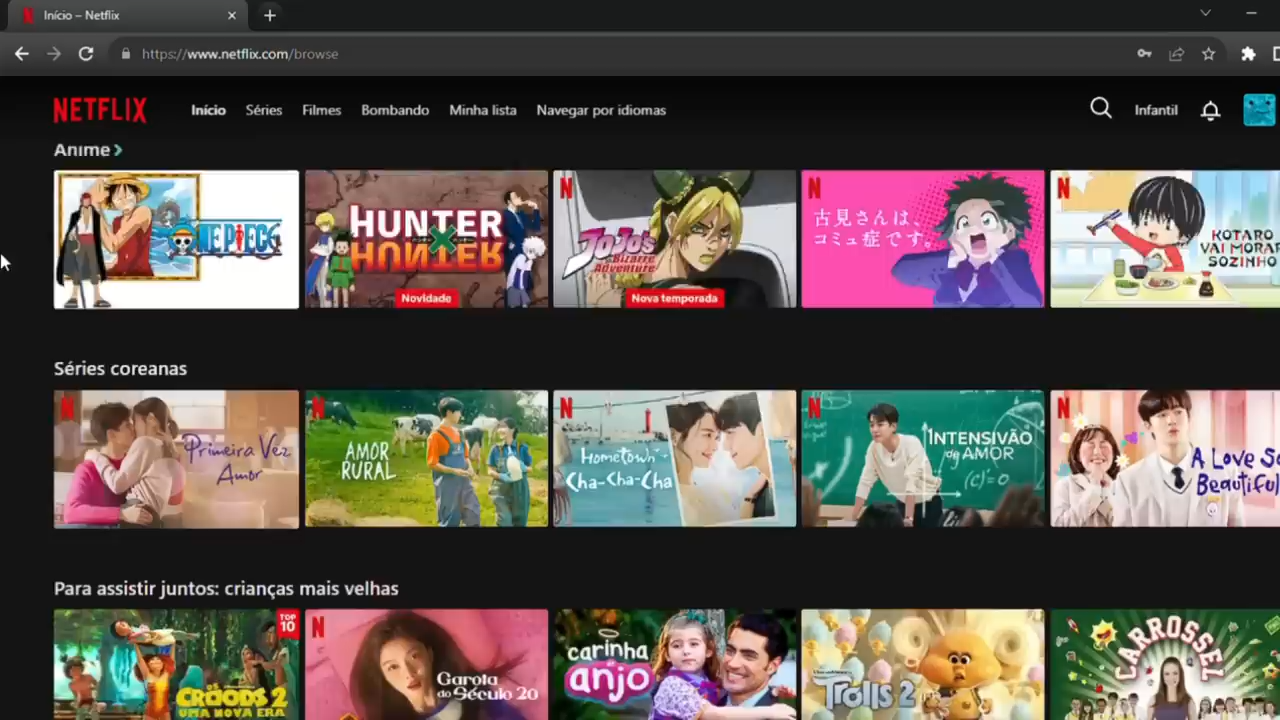 Início – Netflix
https://www.netflix.com/browse
NETFLIX
Início Séries Filmes Bombando Minha lista Navegar por idiomas
Infantil
Anime
ONE PIECE
HUNTER
HUNTER
Novidade
N
JoJo's
Bizarre
Adventure
Nova temporada
N
古見さんは、
コミュ症です。
N
KOTARO
VAI MORAR
SOZINHO
Séries coreanas
N
Primeira Vez
Amor
N
AMOR
RURAL
N
Hometown
Cha-Cha-Cha
N
INTENSIVÃO
de AMOR
(c)'=0
N
A Love So
Beautiful
Para assistir juntos: crianças mais velhas
TOP
10
OS
CROODS 2
UMA NOVA ERA
N
Garota
do Século 20
carinha
de
anjo
Trolls 2
CARROSSEL